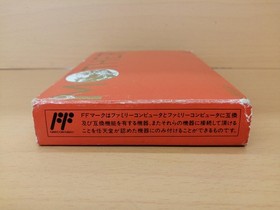 FFマークはファミリーコンピュータとファミリーコンピュータに互換
及び互換機能を有する機器、またそれらの機器に接続して頂ける
ことを任天堂が認めた機器にのみ付けることができるものです。